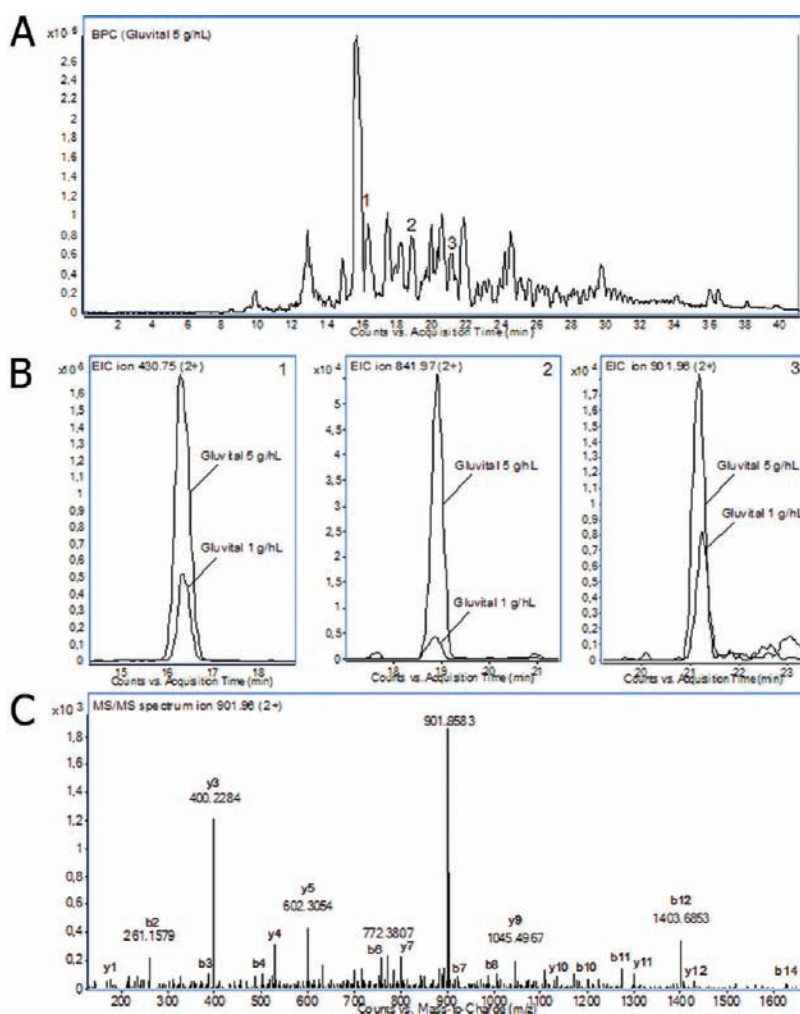 A
x10 6
BPC (Gluvital 5 g/hL)
2.6
2.4
2.2
2
1.8
1.6
1.4
1.2
1
0.8
0.6
0.4
0.2
0
1
2
3
2 4 6 8 10 12 14 16 18 20 22 24 26 28 30 32 34 36 38 40
Counts vs. Acquisition Time (min)
B
x10 6
EIC ion 430.75 (2+)
1
1,6
1,5
1,4
1,3
1,2
1,1
1
0,9
0,8
0,7
0,6
0,5
0,4
0,3
0,2
0,1
0
Gluvital 5 g/hL
Gluvital 1 g/hL
15 16 17 18
Counts vs. Acquisition Time (min)
x10 4
EIC ion 841.97 (2+)
2
5
4,5
4
3,5
3
2,5
2
1,5
1
0,5
0
Gluvital 5 g/hL
Gluvital 1 g/hL
18 19 20 21
Counts vs. Acquisition Time (min)
x10 4
EIC ion 901.96 (2+)
3
1,7
1,6
1,5
1,4
1,3
1,2
1,1
1
0,9
0,8
0,7
0,6
0,5
0,4
0,3
0,2
0,1
0
Gluvital 5 g/hL
Gluvital 1 g/hL
20 21 22 23
Counts vs. Acquisition Time (min)
C
x10 3
MS/MS spectrum ion 901.96 (2+)
1,8
1,6
1,4
1,2
1
0,8
0,6
0,4
0,2
0
901.9583
y3
400.2284
y5
602.3054
b12
1403.6853
b2
261.1579
y4
772.3807
b6
y7
y9
1045.4967
y1
b3
b4
b7
b8
y10
b10
b11
y11
y12
b14
200 400 600 800 1000 1200 1400 1600
Counts vs. Mass-to-Charge (m/z)